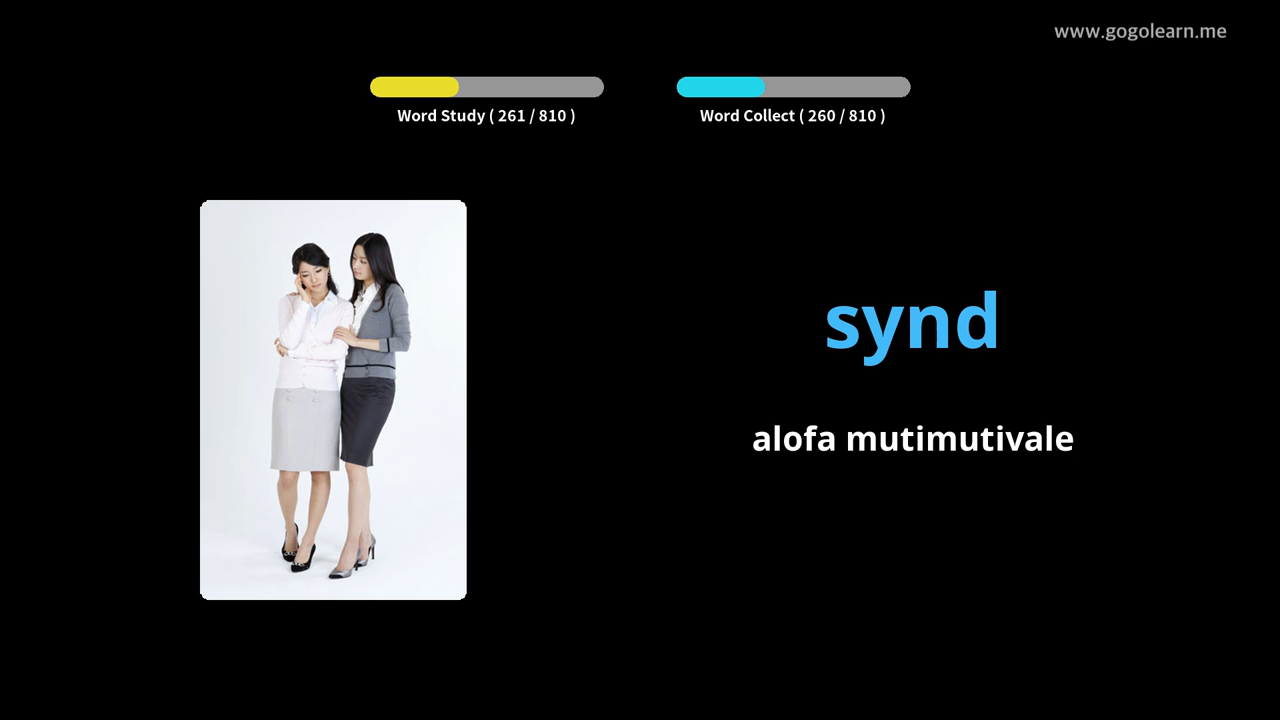 www.gogolearn.me
Word Study ( 261 / 810 )
Word Collect ( 260 / 810 )
synd
alofa mutimutivale